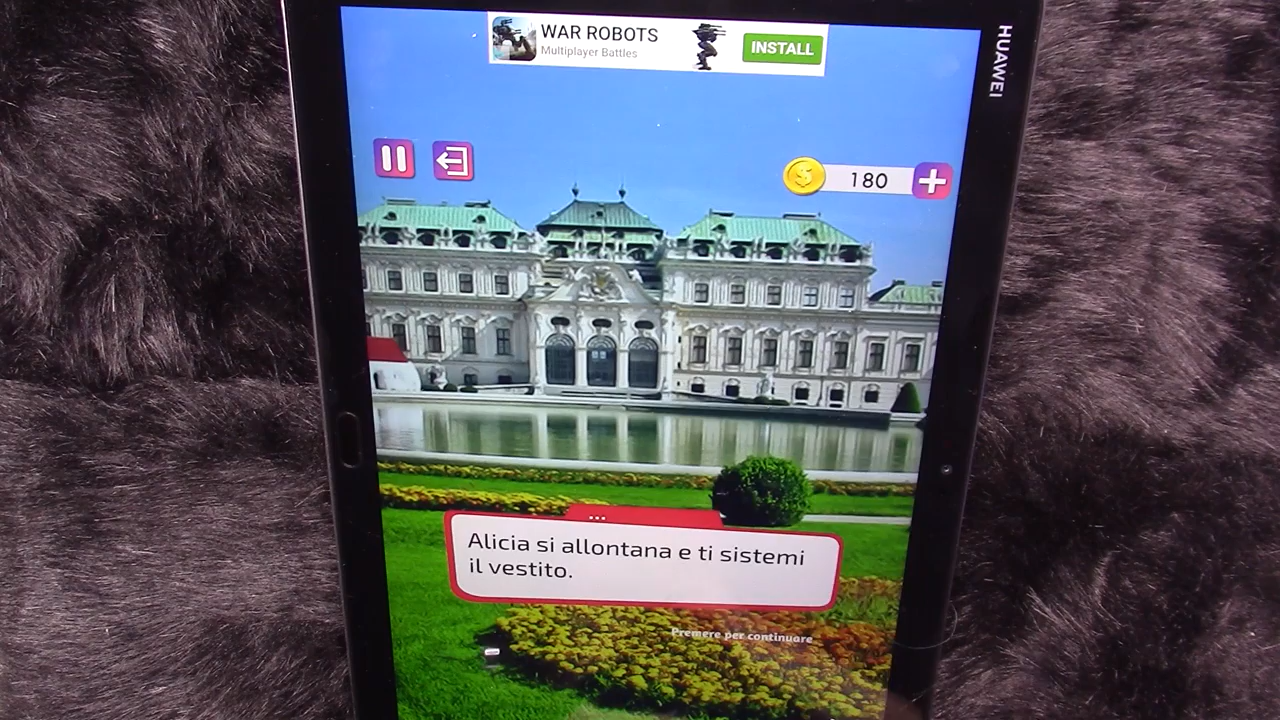 WAR ROBOTS
Multiplayer Battles
INSTALL
HUAWEI
180
...
Alicia si allontana e ti sistemi
il vestito.
Premere per continuare